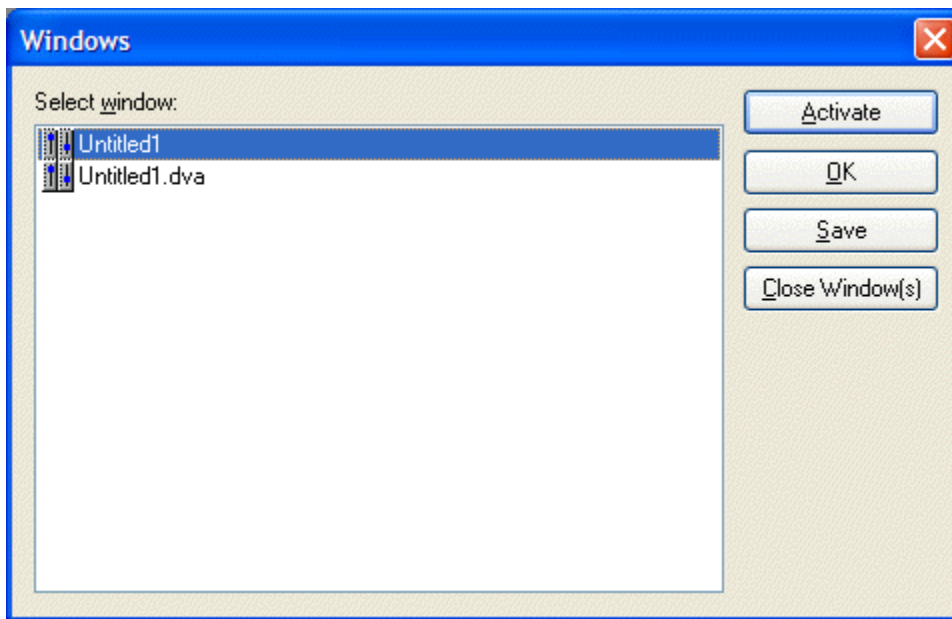 Windows
Select window:
Activate
Untitled1
Untitled1.dva
OK
Save
Close Window(s)